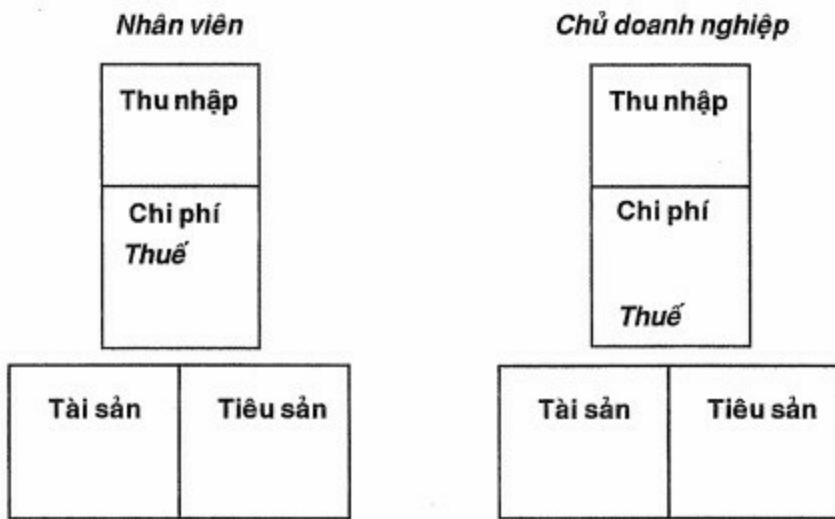 Nhân viên
Chủ doanh nghiệp
Thu nhập
Thu nhập
Chi phí
Thuế
Chi phí
Thuế
Tài sản
Tiêu sản
Tài sản
Tiêu sản